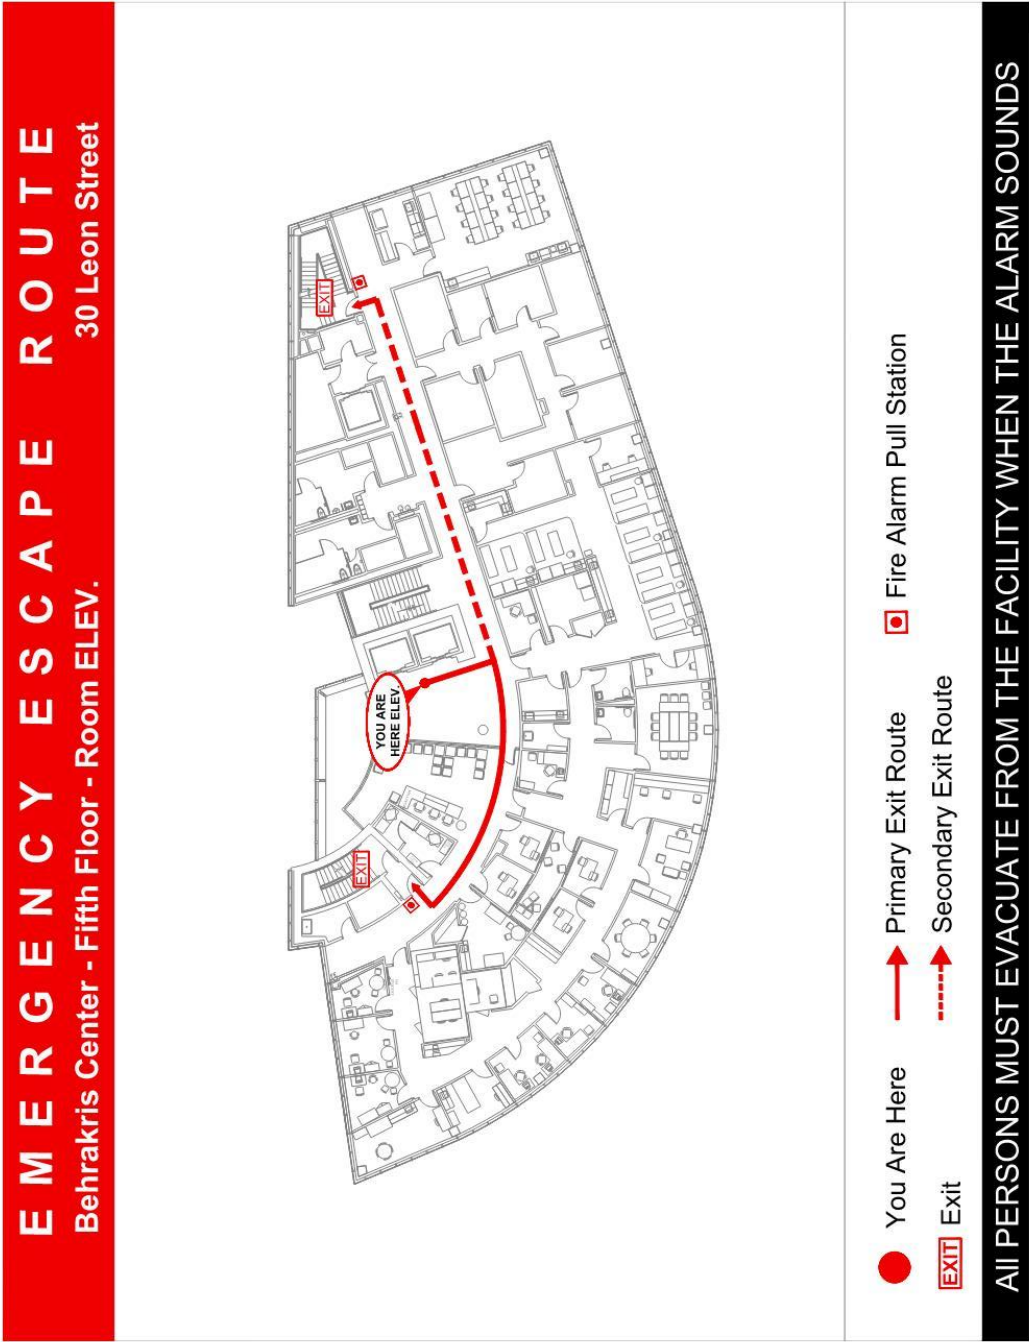 EMERGENCY ESCAPE ROUTE
Behrakris Center - Fifth Floor - Room ELEV.
30 Leon Street
EXIT
YOU ARE
HERE ELEV.
EXIT
You Are Here
Primary Exit Route
Fire Alarm Pull Station
EXIT Exit
Secondary Exit Route
All PERSONS MUST EVACUATE FROM THE FACILITY WHEN THE ALARM SOUNDS